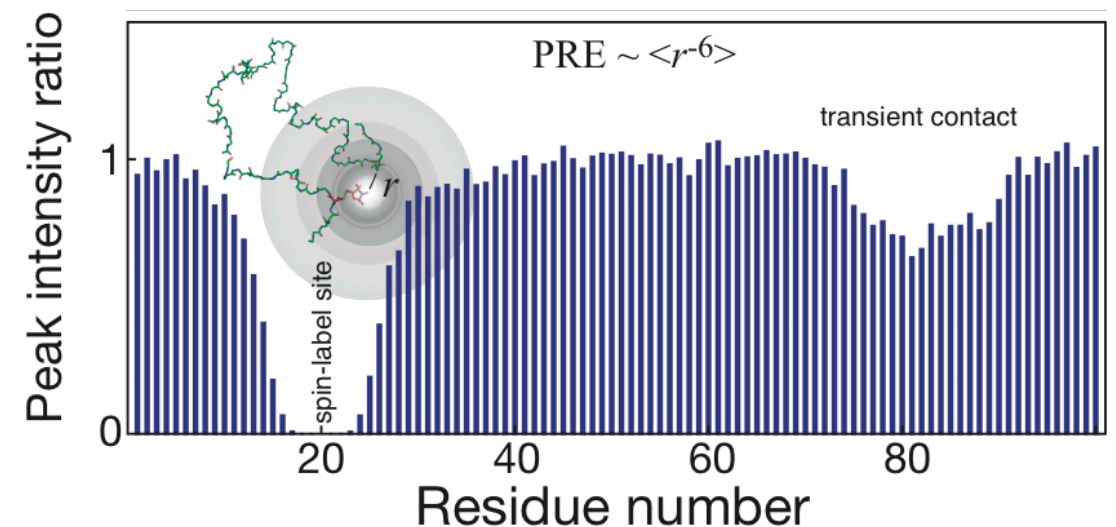 Peak intensity ratio
PRE ~ <r⁻⁶>
transient contact
1
r
spin-label site
0
20
40
60
80
Residue number